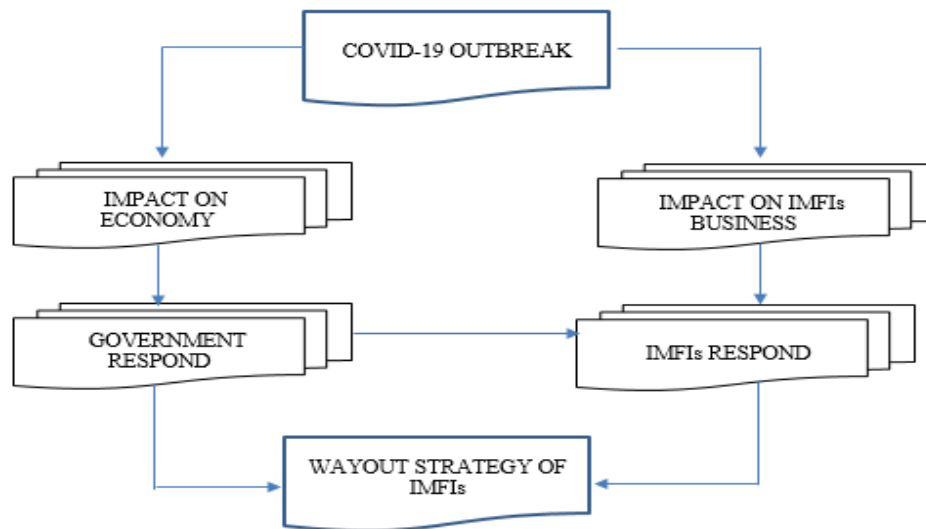 COVID-19 OUTBREAK
IMPACT ON
ECONOMY
IMPACT ON IMFIs
BUSINESS
GOVERNMENT
RESPOND
IMFIs RESPOND
WAYOUT STRATEGY OF
IMFIs